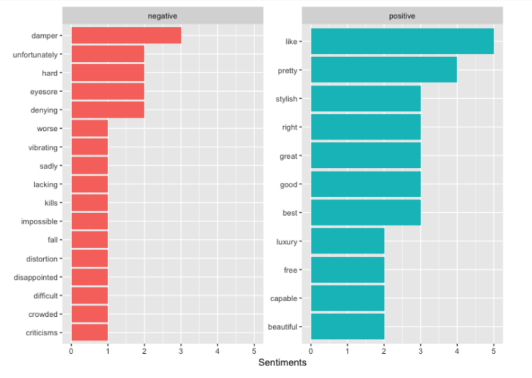 negative
damper
unfortunately
hard
eyesore
denying
worse
vibrating
sadly
lacking
kills
impossible
fall
distortion
disappointed
difficult
crowded
criticisms
0 1 2 3 4 5
positive
like
pretty
stylish
right
great
good
best
luxury
free
capable
beautiful
0 1 2 3 4 5
Sentiments